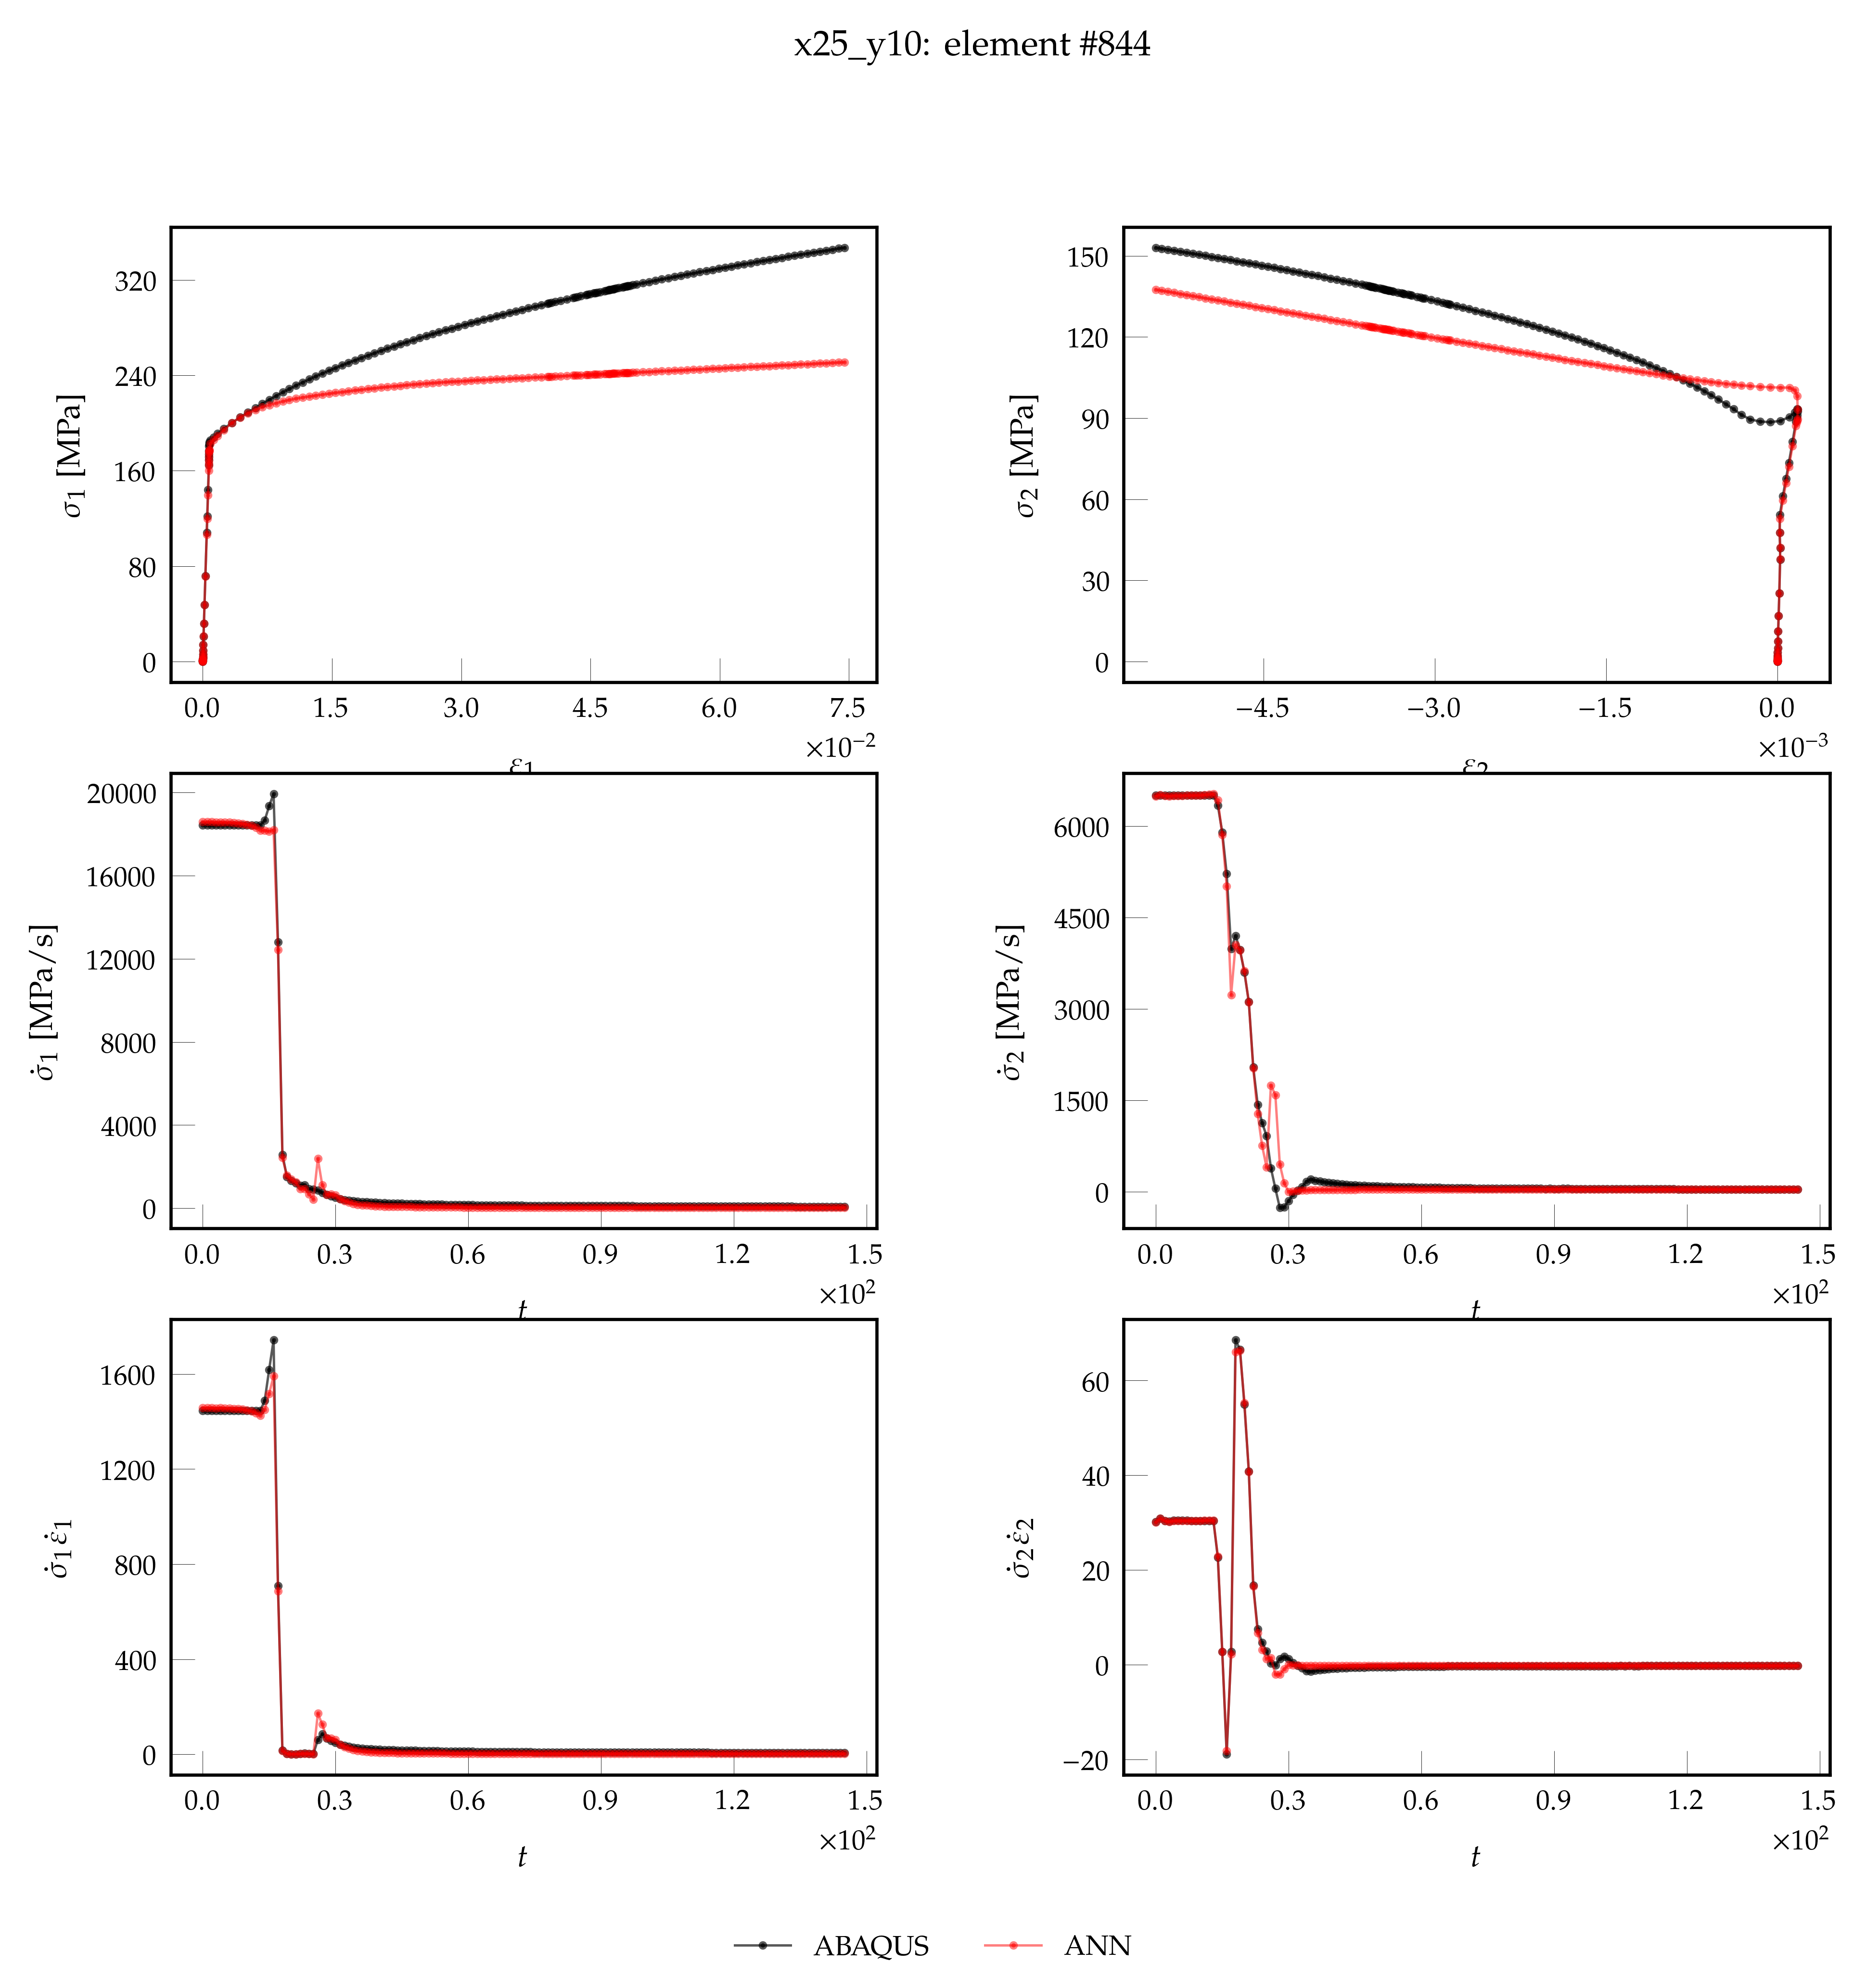 x25_y10: element #844
σ1 [MPa]
320
240
160
80
0
0.0 1.5 3.0 4.5 6.0 7.5
×10−2
ε1
σ2 [MPa]
150
120
90
60
30
0
−4.5 −3.0 −1.5 0.0
×10−3
ε2
σ̇1 [MPa/s]
20000
16000
12000
8000
4000
0
0.0 0.3 0.6 0.9 1.2 1.5
×10²
t
σ̇2 [MPa/s]
6000
4500
3000
1500
0
0.0 0.3 0.6 0.9 1.2 1.5
×10²
t
σ̇1ε̇1
1600
1200
800
400
0
0.0 0.3 0.6 0.9 1.2 1.5
×10²
t
σ̇2ε̇2
60
40
20
0
−20
0.0 0.3 0.6 0.9 1.2 1.5
×10²
t
ABAQUS ANN